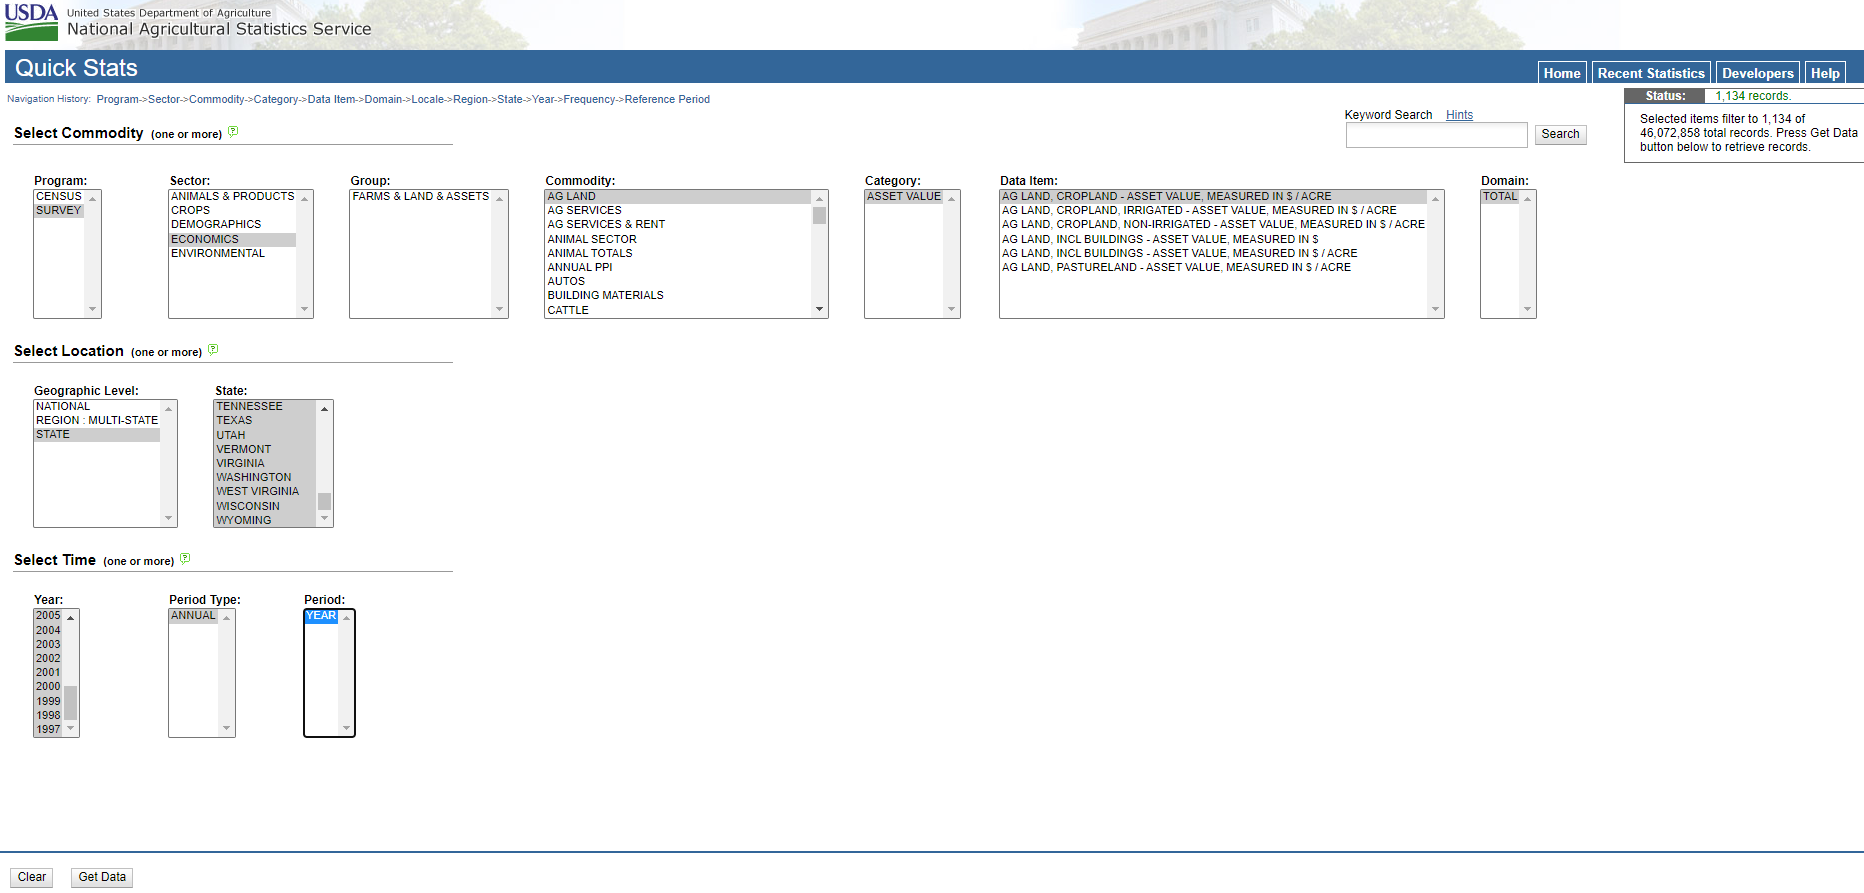 USDA
United States Department of Agriculture
National Agricultural Statistics Service
Quick Stats
Home
Recent Statistics
Developers
Help
Navigation History: Program->Sector->Commodity->Category->Data Item->Domain->Locale->Region->State->Year->Frequency->Reference Period
Status: 1,134 records.
Selected items filter to 1,134 of
46,072,858 total records. Press Get Data
button below to retrieve records.
Keyword Search Hints
Search
Select Commodity (one or more) ?
Program:
CENSUS
SURVEY
Sector:
ANIMALS & PRODUCTS
CROPS
DEMOGRAPHICS
ECONOMICS
ENVIRONMENTAL
Group:
FARMS & LAND & ASSETS
Commodity:
AG LAND
AG SERVICES
AG SERVICES & RENT
ANIMAL SECTOR
ANIMAL TOTALS
ANNUAL PPI
AUTOS
BUILDING MATERIALS
CATTLE
Category:
ASSET VALUE
Data Item:
AG LAND, CROPLAND - ASSET VALUE, MEASURED IN $ / ACRE
AG LAND, CROPLAND, IRRIGATED - ASSET VALUE, MEASURED IN $ / ACRE
AG LAND, CROPLAND, NON-IRRIGATED - ASSET VALUE, MEASURED IN $ / ACRE
AG LAND, INCL BUILDINGS - ASSET VALUE, MEASURED IN $
AG LAND, INCL BUILDINGS - ASSET VALUE, MEASURED IN $ / ACRE
AG LAND, PASTURELAND - ASSET VALUE, MEASURED IN $ / ACRE
Domain:
TOTAL
Select Location (one or more) ?
Geographic Level:
NATIONAL
REGION : MULTI-STATE
STATE
State:
TENNESSEE
TEXAS
UTAH
VERMONT
VIRGINIA
WASHINGTON
WEST VIRGINIA
WISCONSIN
WYOMING
Select Time (one or more) ?
Year:
2005
2004
2003
2002
2001
2000
1999
1998
1997
Period Type:
ANNUAL
Period:
YEAR
Clear
Get Data